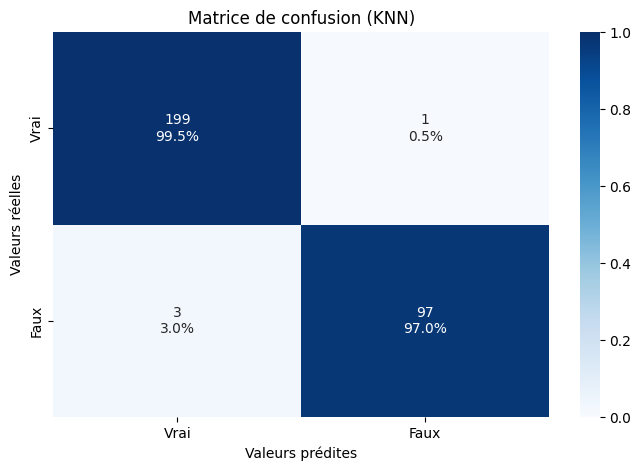 Matrice de confusion (KNN)
Valeurs réelles
Vrai
199
99.5%
1
0.5%
Faux
3
3.0%
97
97.0%
Vrai
Faux
Valeurs prédites
1.0
0.8
0.6
0.4
0.2
0.0